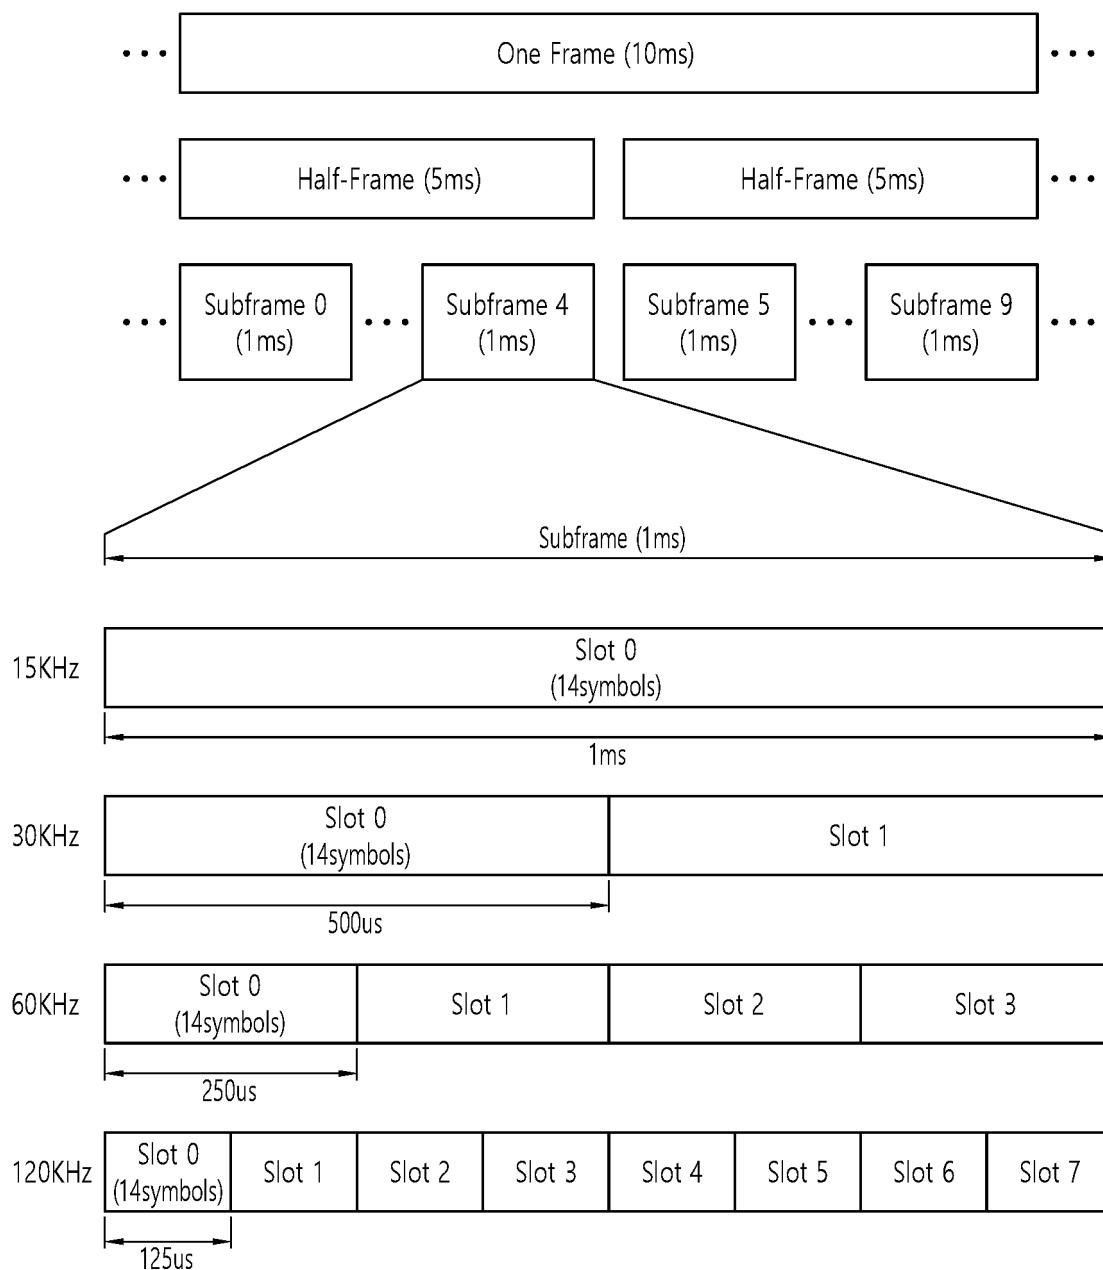 One Frame (10ms)
Half-Frame (5ms) Half-Frame (5ms)
Subframe 0
(1ms)
Subframe 4
(1ms)
Subframe 5
(1ms)
Subframe 9
(1ms)
Subframe (1ms)
15KHz
Slot 0
(14symbols)
1ms
30KHz
Slot 0
(14symbols)
Slot 1
500us
60KHz
Slot 0
(14symbols)
Slot 1
Slot 2
Slot 3
250us
120KHz
Slot 0
(14symbols)
Slot 1
Slot 2
Slot 3
Slot 4
Slot 5
Slot 6
Slot 7
125us